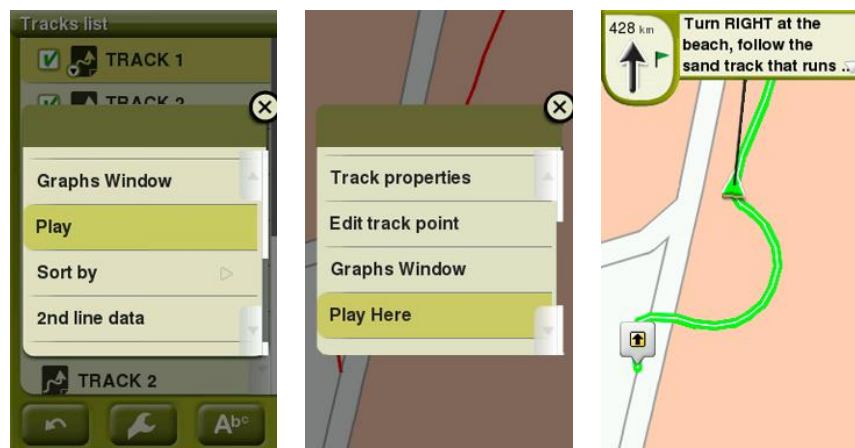 Tracks list
TRACK 1
TRACK 2
Graphs Window
Play
Sort by
2nd line data
TRACK 2
Abc
Track properties
Edit track point
Graphs Window
Play Here
428 km
Turn RIGHT at the
beach, follow the
sand track that runs ..